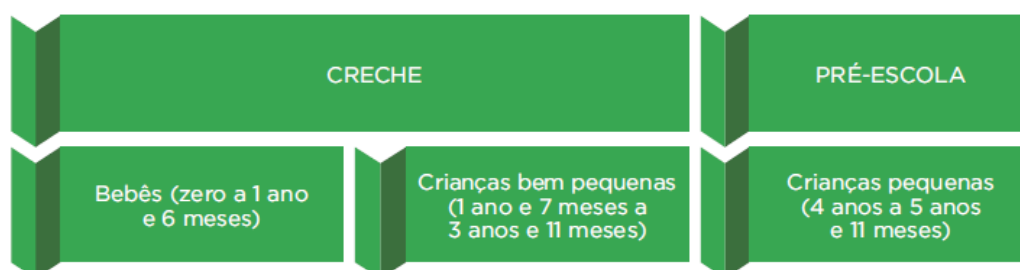 CRECHE
PRÉ-ESCOLA
Bebês (zero a 1 ano
e 6 meses)
Crianças bem pequenas
(1 ano e 7 meses a
3 anos e 11 meses)
Crianças pequenas
(4 anos a 5 anos
e 11 meses)